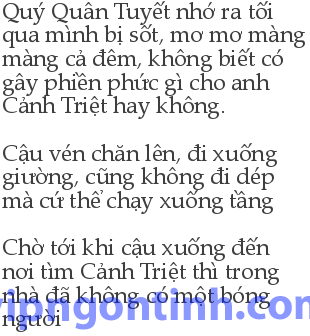 Quý Quân Tuyết nhớ ra tối
qua mình bị sốt, mơ mơ màng
màng cả đêm, không biết có
gây phiền phức gì cho anh
Cảnh Triệt hay không.
Cậu vén chăn lên, đi xuống
giường, cũng không đi dép
mà cứ thể chạy xuống tầng
Chờ tới khi cậu xuống đến
nơi tìm Cảnh Triệt thì trong
nhà đã không có một bóng
người
vipngontinh.com